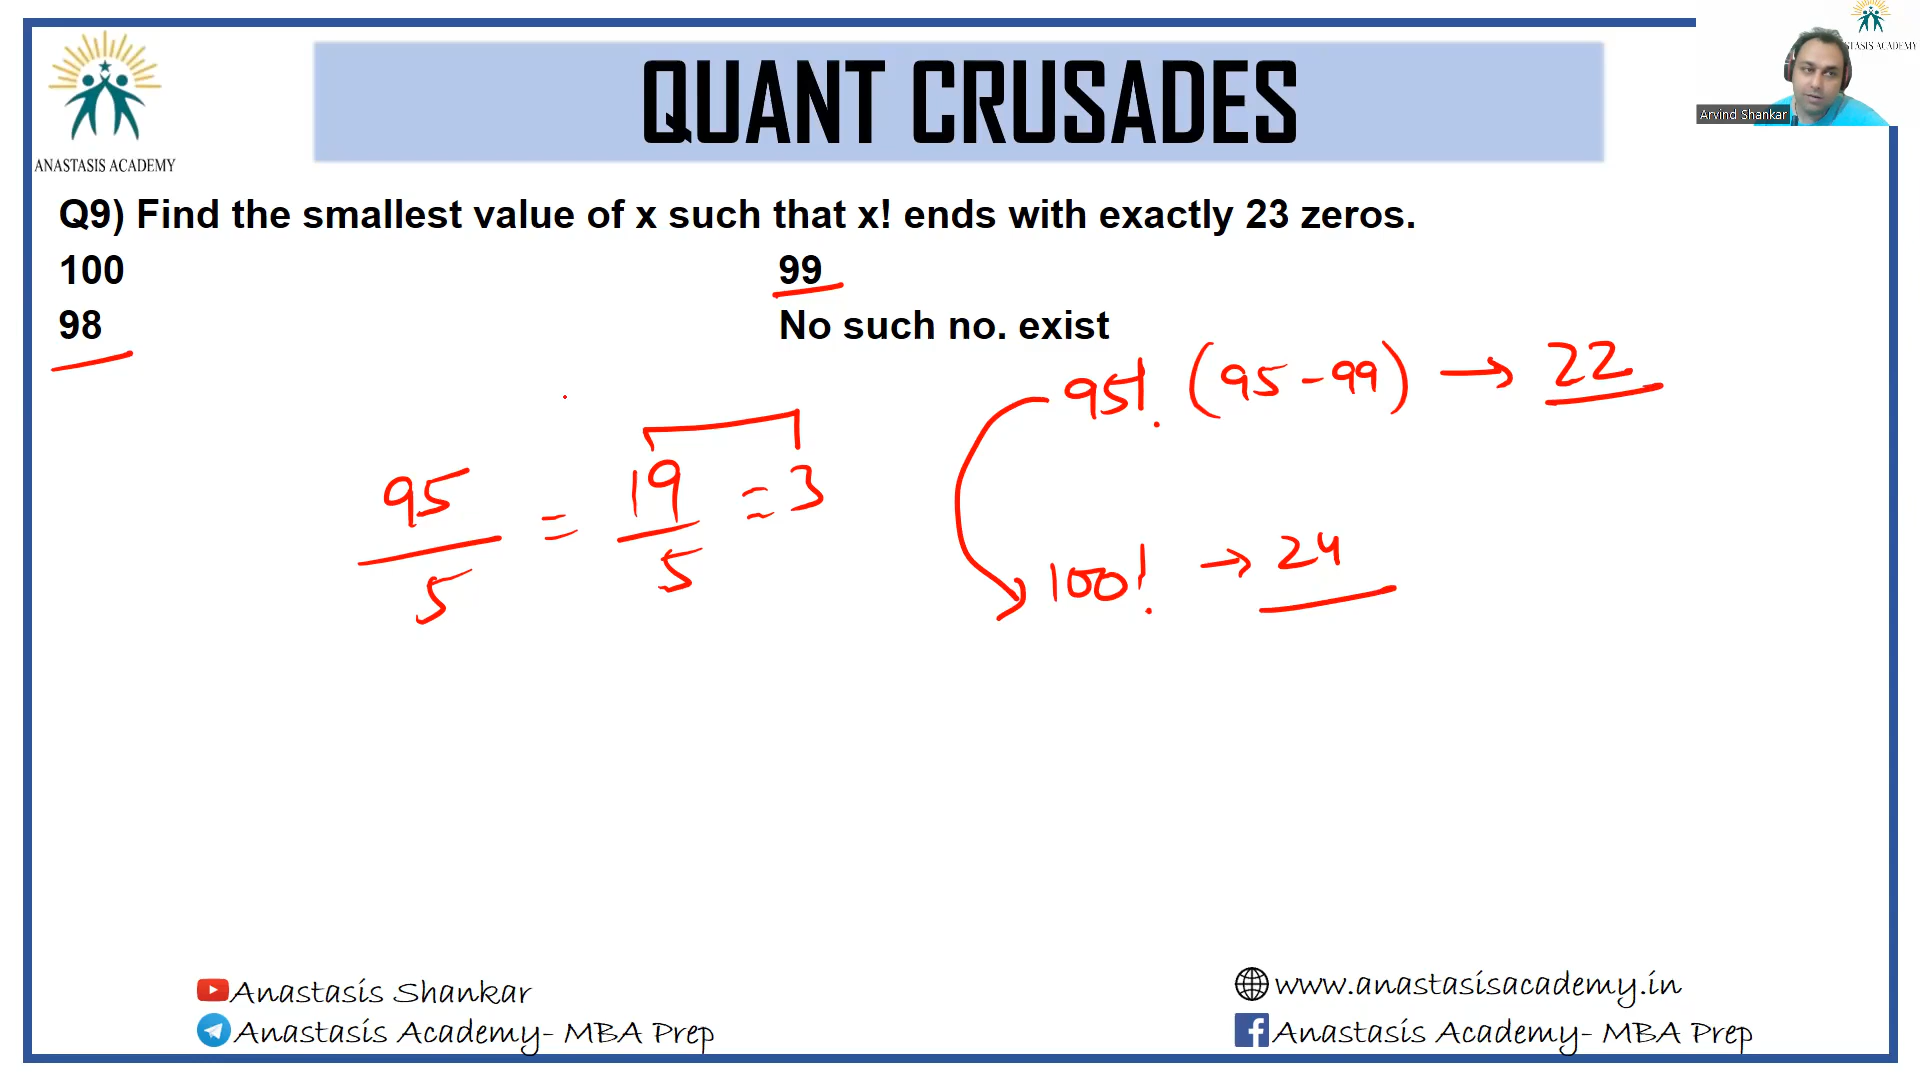 QUANT CRUSADES
ANASTASIS ACADEMY
STASIS ACADEMY
Arvind Shankar
Q9) Find the smallest value of x such that x! ends with exactly 23 zeros.
100
99
98
No such no. exist
95! (95-99) → 22
95/5 = 19/5 = 3
100! → 24
Anastasis Shankar
www.anastasisacademy.in
Anastasis Academy- MBA Prep
Anastasis Academy- MBA Prep